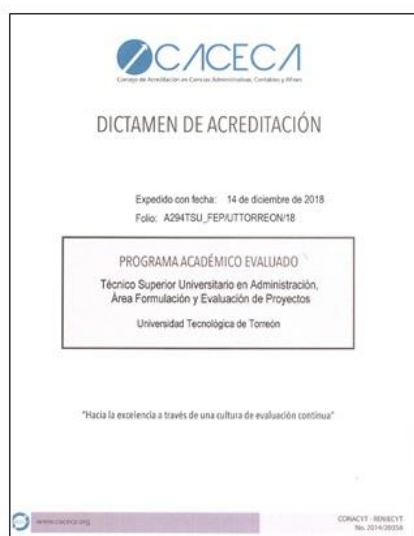 CACECA
Consejo de Acreditación en Ciencias Administrativas, Contables y Afines
DICTAMEN DE ACREDITACIÓN
Expedido con fecha: 14 de diciembre de 2018
Folio: A294TSU_FEP/UTTORREON/18
PROGRAMA ACADÉMICO EVALUADO
Técnico Superior Universitario en Administración,
Área Formulación y Evaluación de Proyectos
Universidad Tecnológica de Torreón
"Hacia la excelencia a través de una cultura de evaluación continua"
www.caceca.org
CONACYT - RENIECYT
No. 2014/20358